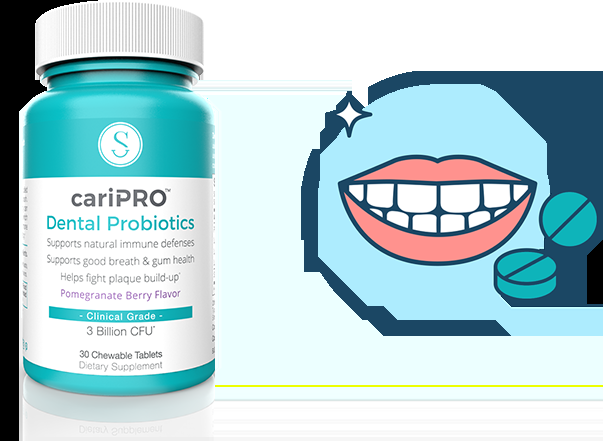 S
cariPRO™
Dental Probiotics
Supports natural immune defenses
Supports good breath & gum health
Helps fight plaque build-up*
Pomegranate Berry Flavor
- Clinical Grade -
3 Billion CFU*
30 Chewable Tablets
Dietary Supplement